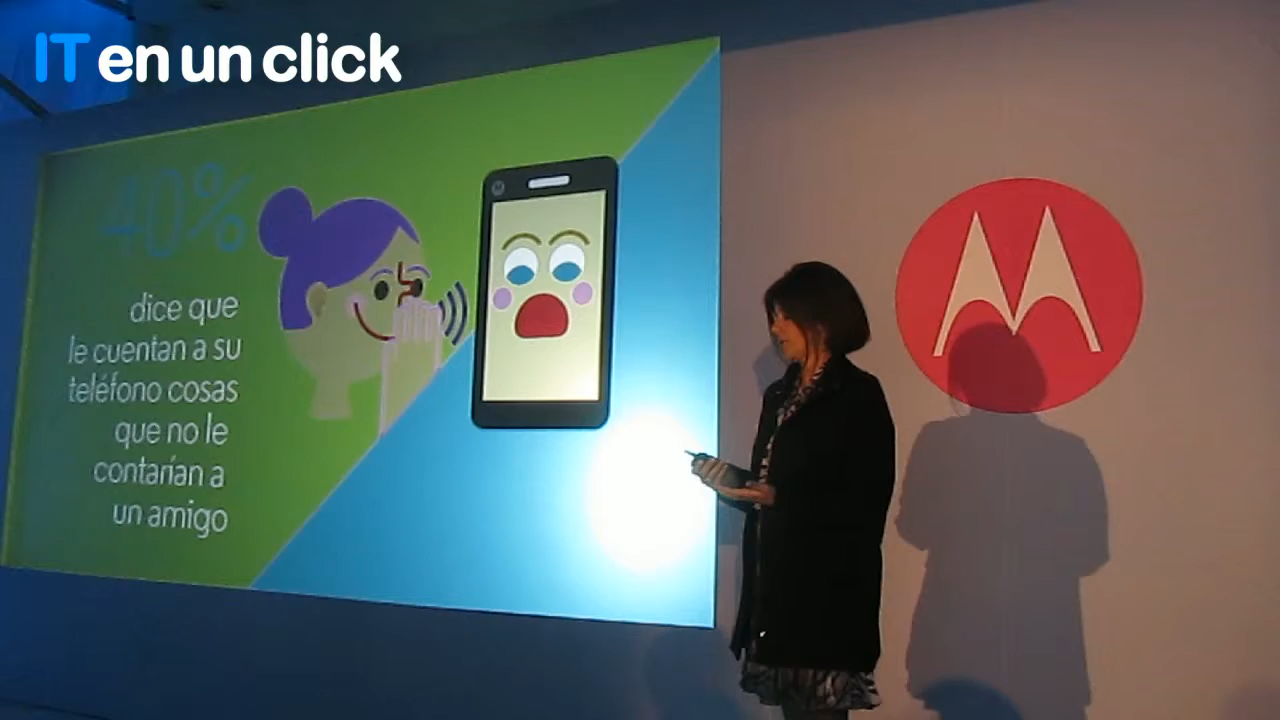 IT en un click
40%
dice que
le cuentan a su
teléfono cosas
que no le
contarían a
un amigo